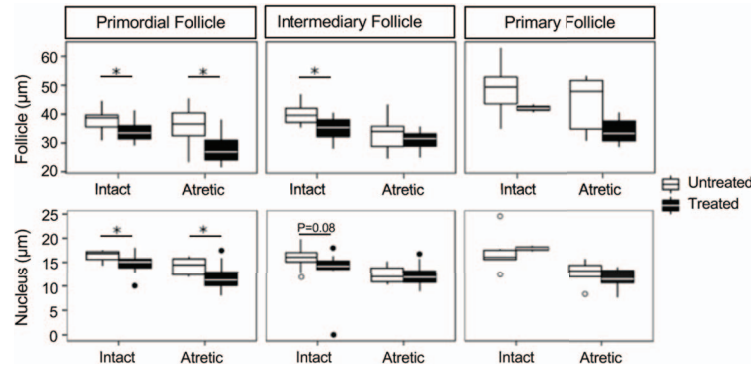 Primordial Follicle
Intermediary Follicle
Primary Follicle
Follicle (μm)
60
50
40
30
20
*
*
*
Intact
Atretic
Intact
Atretic
Intact
Atretic
Untreated
Treated
Nucleus (μm)
25
20
15
10
5
0
*
*
P=0.08
Intact
Atretic
Intact
Atretic
Intact
Atretic